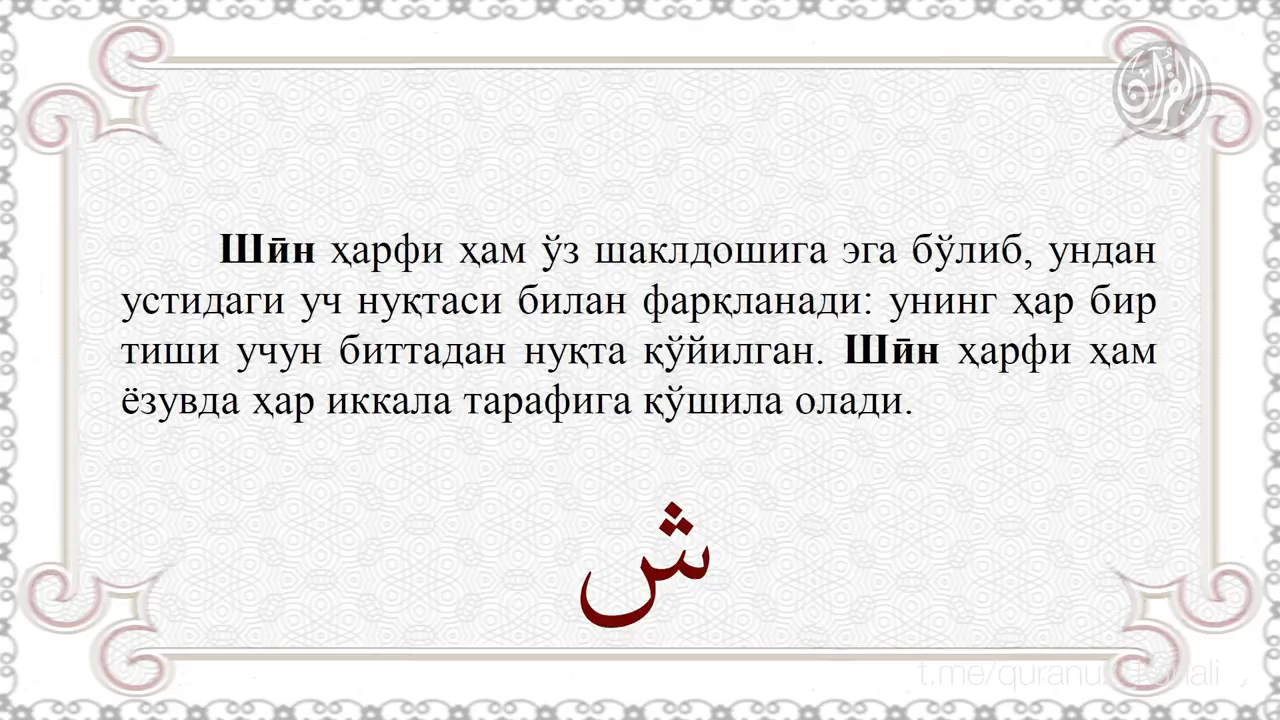 القرآن
Шӣн ҳарфи ҳам ўз шаклдошига эга бўлиб, ундан
устидаги уч нуқтаси билан фарқланади: унинг ҳар бир
тиши учун биттадан нуқта қўйилган. Шӣн ҳарфи ҳам
ёзувда ҳар иккала тарафига қўшила олади.
ش